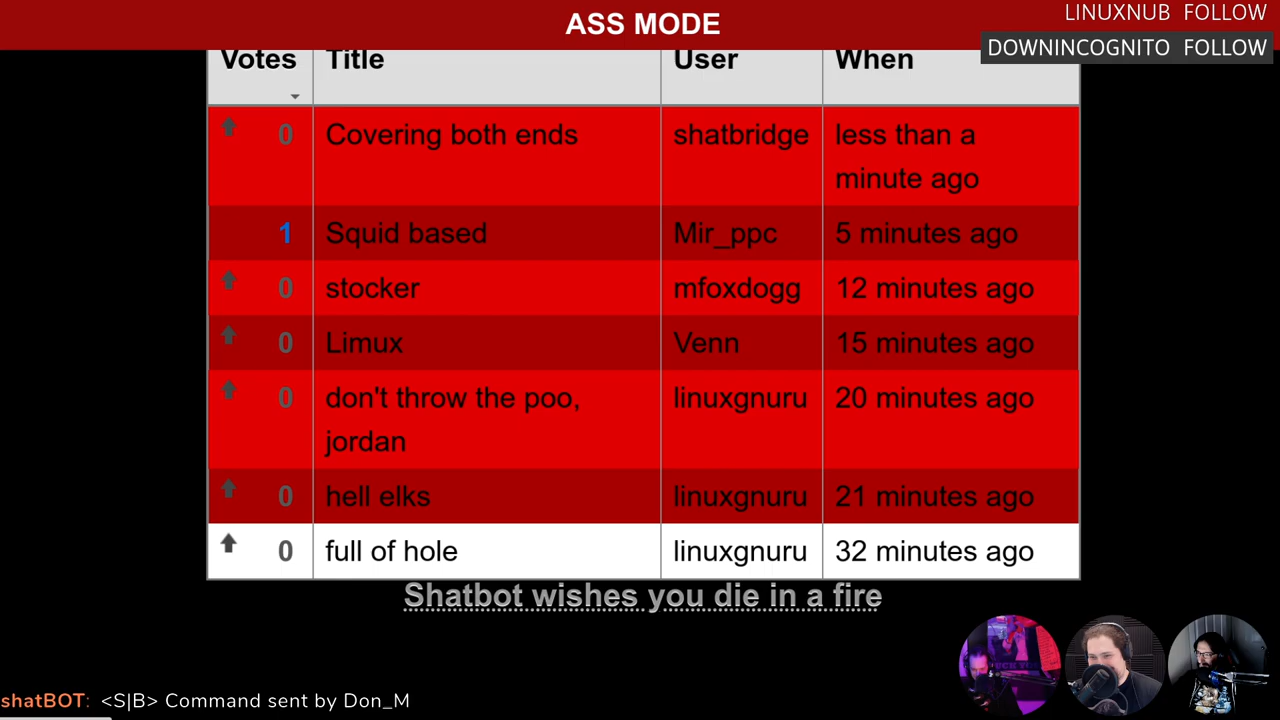 ASS MODE
LINUXNUB FOLLOW
DOWNINCOGNITO FOLLOW
Votes Title User When
0 Covering both ends shatbridge less than a
minute ago
1 Squid based Mir_ppc 5 minutes ago
0 stocker mfoxdogg 12 minutes ago
0 Limux Venn 15 minutes ago
0 don't throw the poo, linuxgnuru 20 minutes ago
jordan
0 hell elks linuxgnuru 21 minutes ago
0 full of hole linuxgnuru 32 minutes ago
Shatbot wishes you die in a fire
shatBOT: <S|B> Command sent by Don_M